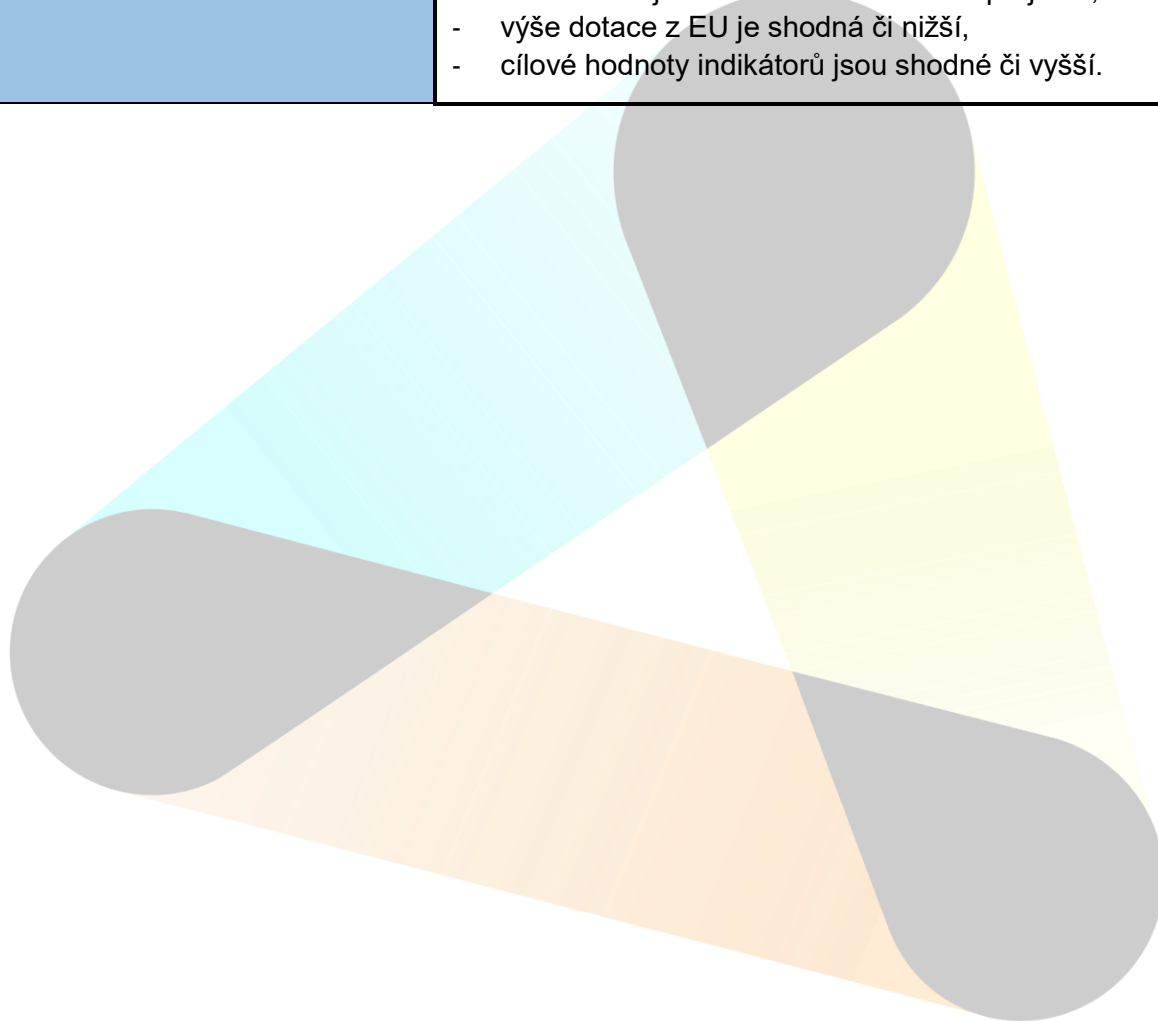 - výše dotace z EU je shodná či nižší,
- cílové hodnoty indikátorů jsou shodné či vyšší.